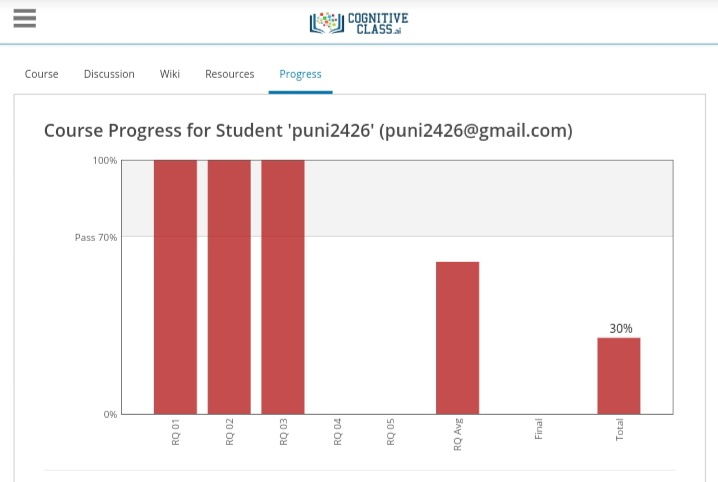 COGNITIVE
CLASS.ai
Course Discussion Wiki Resources Progress
Course Progress for Student 'puni2426' (puni2426@gmail.com)
100%
Pass 70%
30%
0%
RQ 01 RQ 02 RQ 03 RQ 04 RQ 05 RQ Avg Final Total